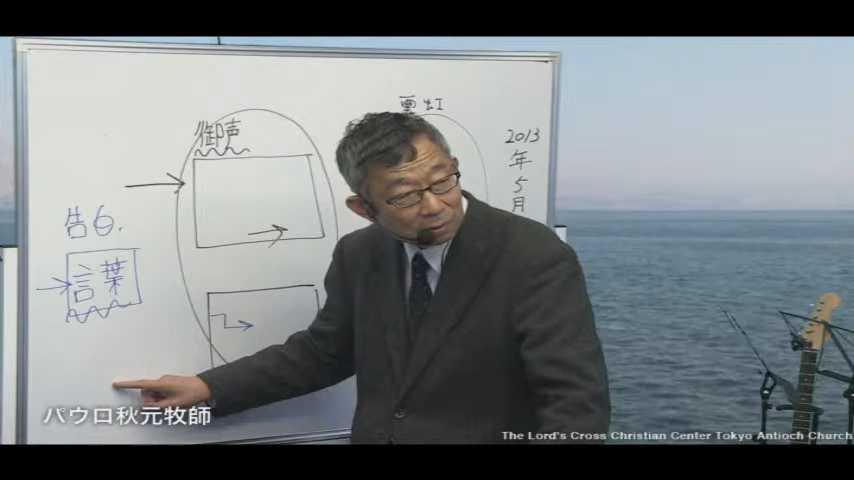 御声
虹
2013
年
5
月
告白.
言葉
パウロ秋元牧師
The Lord's Cross Christian Center Tokyo Antioch Church